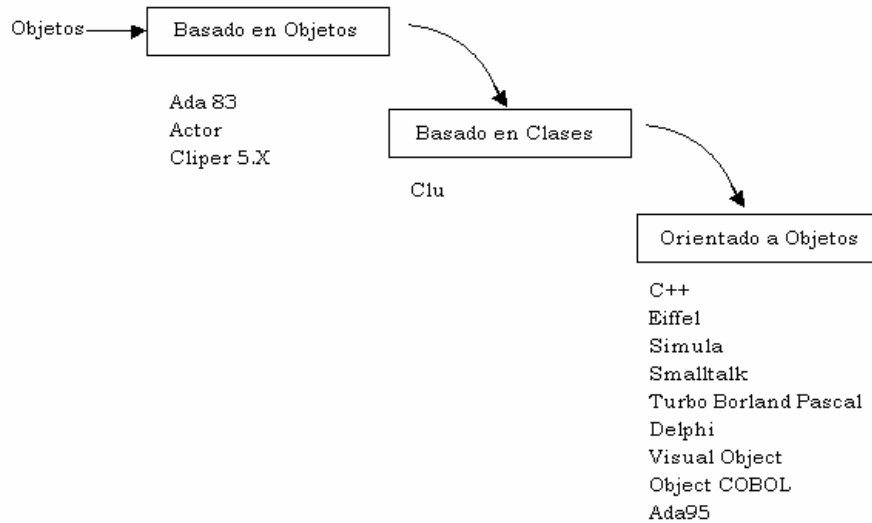 Objetos
Basado en Objetos
Ada 83
Actor
Cliper 5.X
Basado en Clases
Clu
Orientado a Objetos
C++
Eiffel
Simula
Smalltalk
Turbo Borland Pascal
Delphi
Visual Object
Object COBOL
Ada95